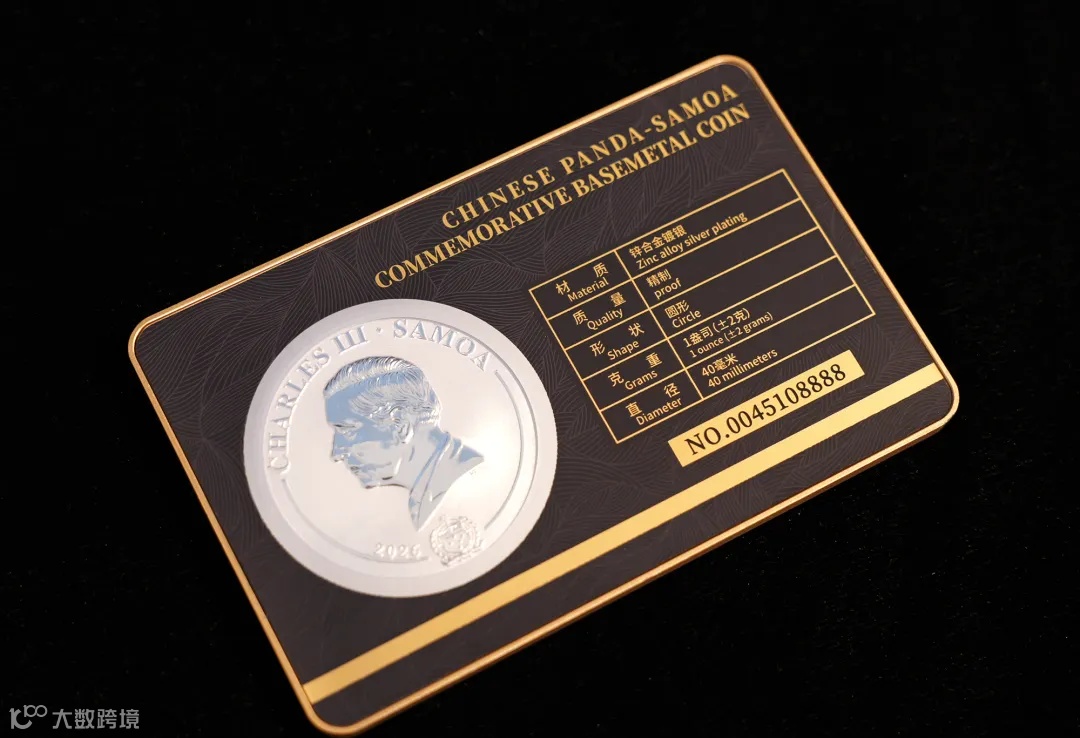 CHINESE PANDA-SAMOA
COMMEMORATIVE BASEMETAL COIN
材质 锌合金镀银
Material Zinc alloy silver plating
质量 精制
Quality proof
形状 圆形
Shape Circle
克重 1盎司(±2克)
Grams 1 ounce (±2 grams)
直径 40毫米
Diameter 40 millimeters
NO.0045108888
CHARLES III · SAMOA
大数跨境